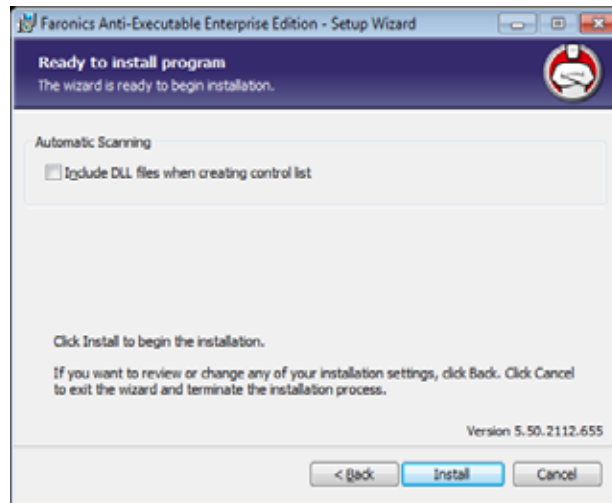 Faronics Anti-Executable Enterprise Edition - Setup Wizard
Ready to install program
The wizard is ready to begin installation.
Automatic Scanning
Include DLL files when creating control list
Click Install to begin the installation.
If you want to review or change any of your installation settings, click Back. Click Cancel
to exit the wizard and terminate the installation process.
Version 5.50.2112.655
< Back
Install
Cancel